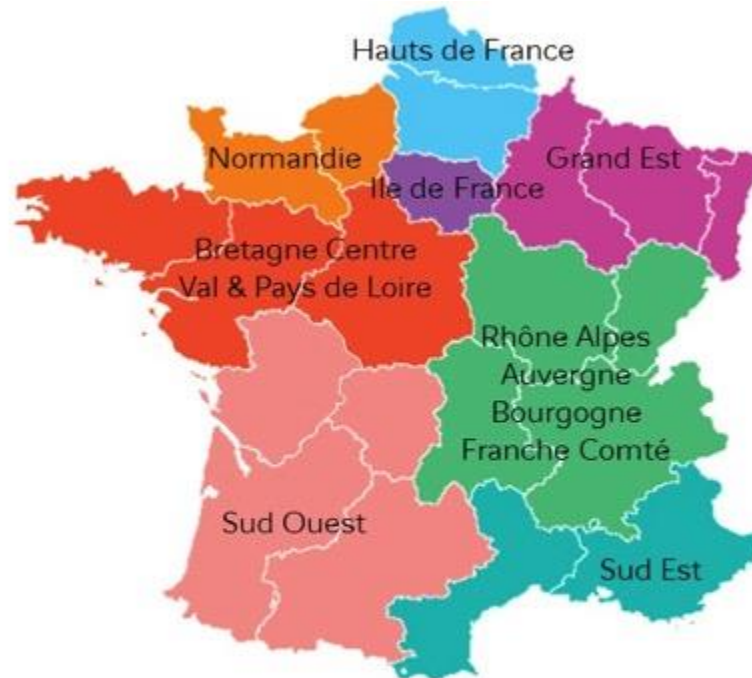 Hauts de France
Normandie
Grand Est
Ile de France
Bretagne Centre
Val & Pays de Loire
Rhône Alpes
Auvergne
Bourgogne
Franche Comté
Sud Ouest
Sud Est